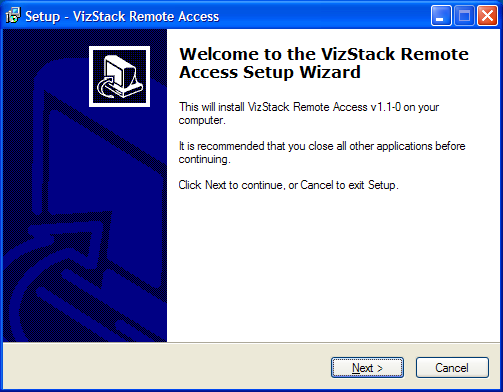 Setup - VizStack Remote Access
Welcome to the VizStack Remote
Access Setup Wizard
This will install VizStack Remote Access v1.1-0 on your
computer.
It is recommended that you close all other applications before
continuing.
Click Next to continue, or Cancel to exit Setup.
Next >
Cancel